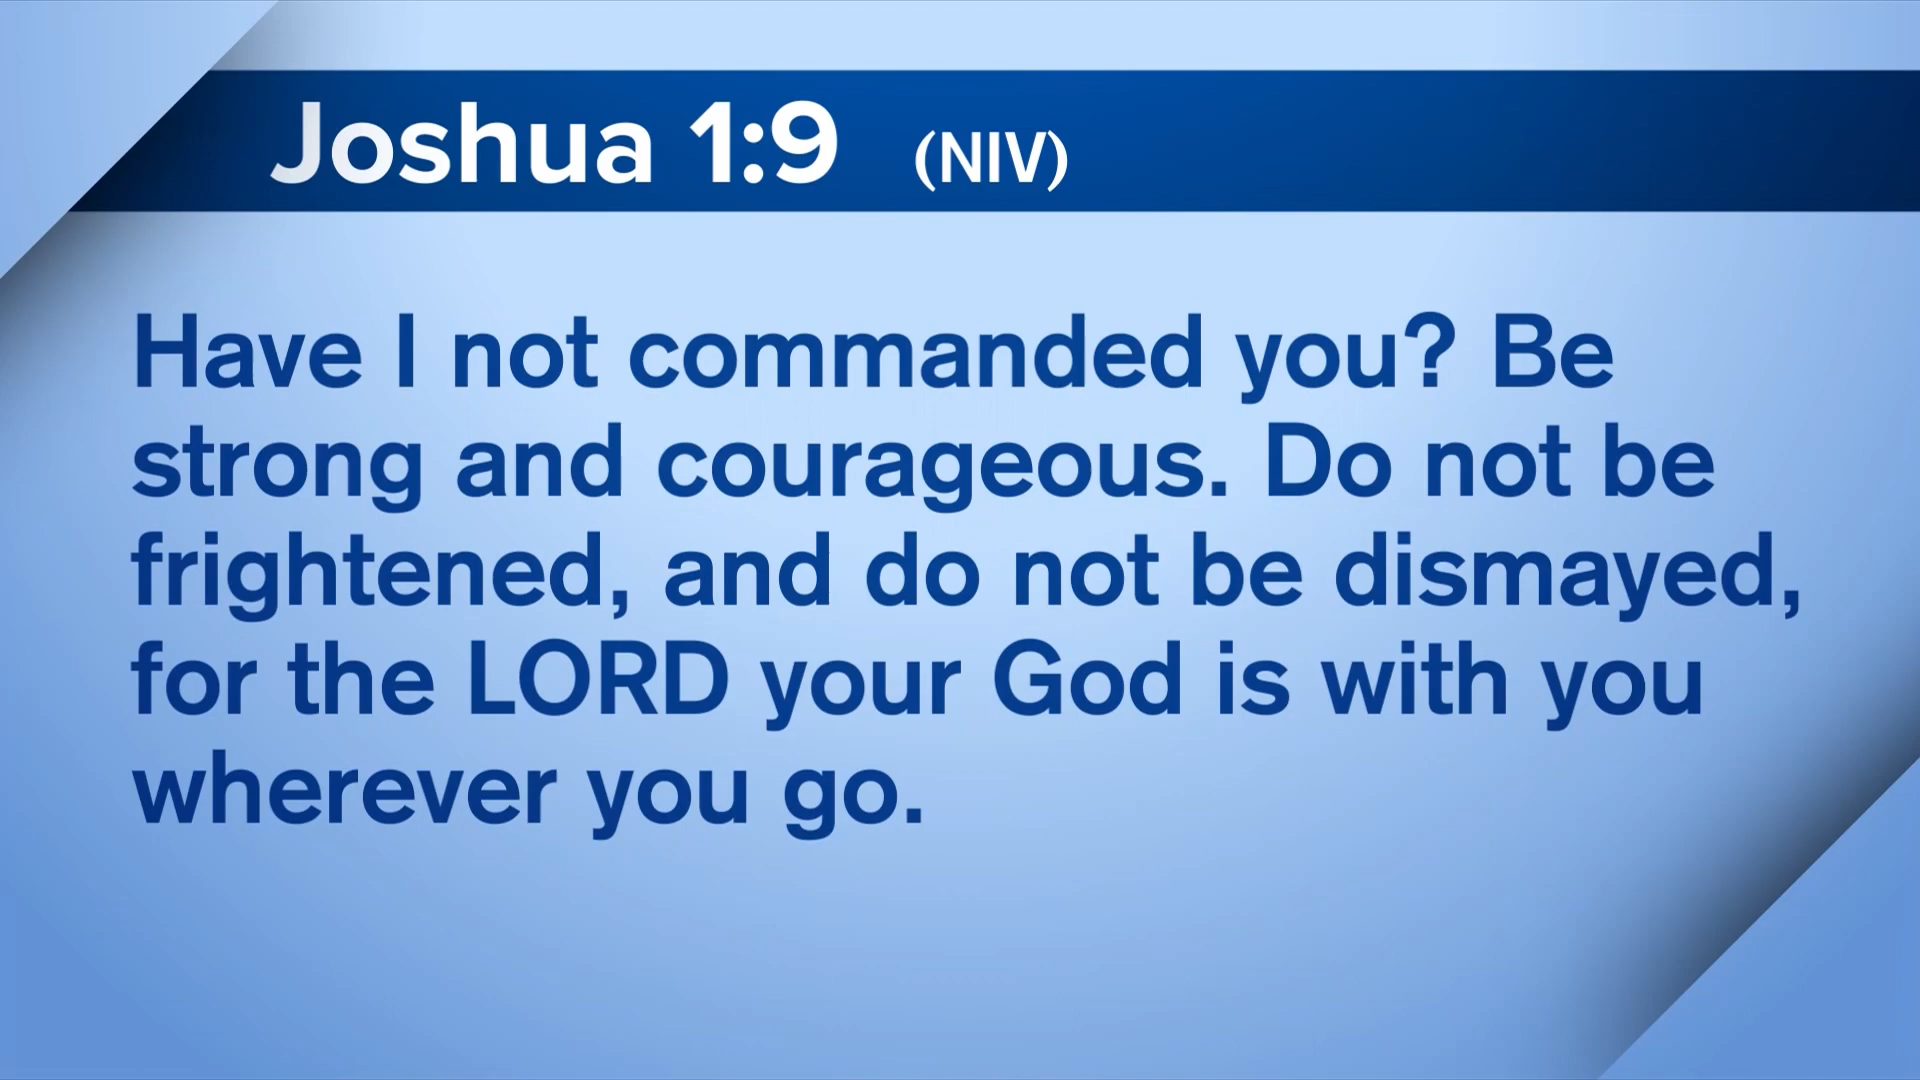 Joshua 1:9 (NIV)
Have I not commanded you? Be
strong and courageous. Do not be
frightened, and do not be dismayed,
for the LORD your God is with you
wherever you go.